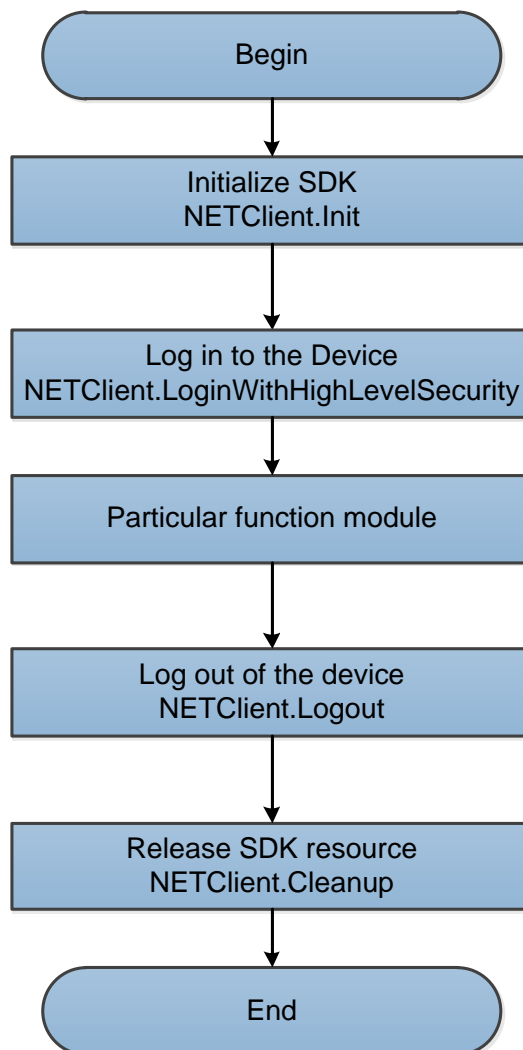 Begin
Initialize SDK
NETClient.Init
Log in to the Device
NETClient.LoginWithHighLevelSecurity
Particular function module
Log out of the device
NETClient.Logout
Release SDK resource
NETClient.Cleanup
End